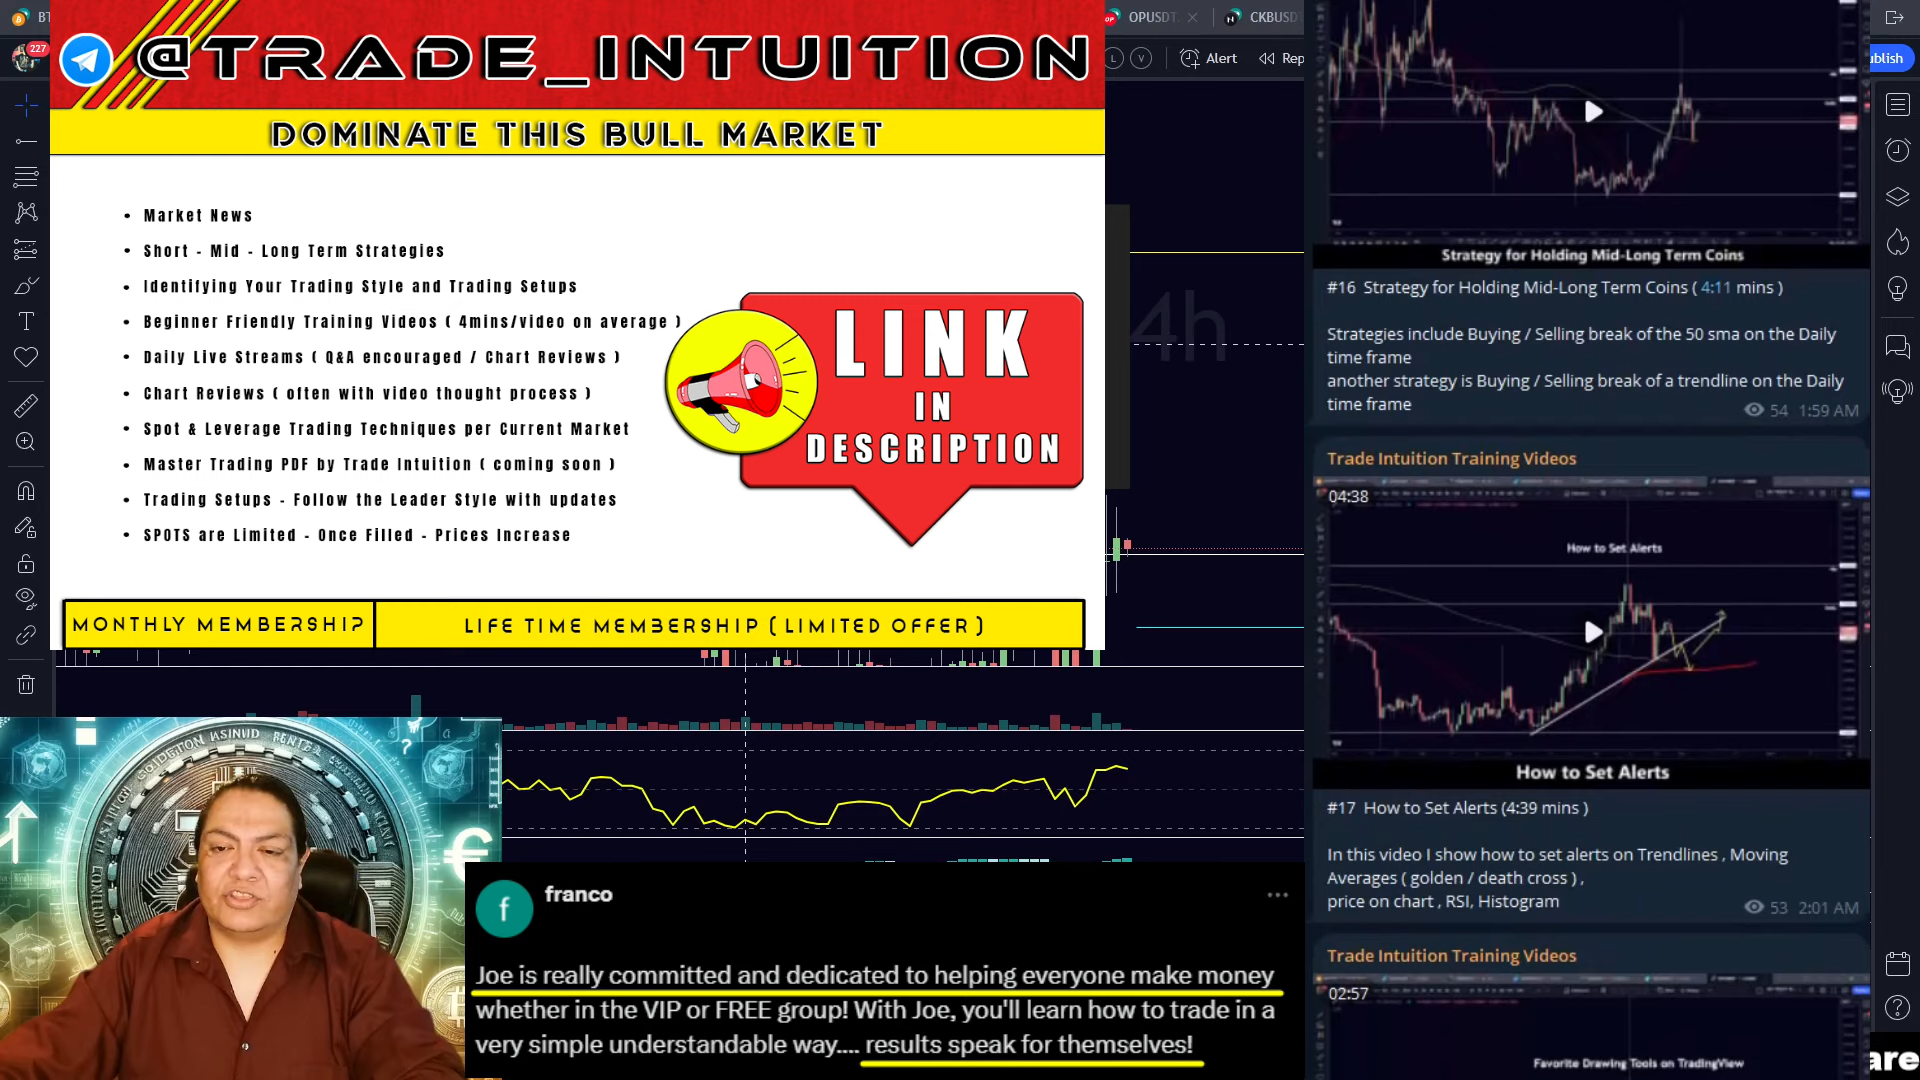 227
@TRADE_INTUITION
DOMINATE THIS BULL MARKET
• Market News
• Short - Mid - Long Term Strategies
• Identifying Your Trading Style and Trading Setups
• Beginner Friendly Training Videos ( 4mins/video on average )
• Daily Live Streams ( Q&A encouraged / Chart Reviews )
• Chart Reviews ( often with video thought process )
• Spot & Leverage Trading Techniques per Current Market
• Master Trading PDF by Trade Intuition ( coming soon )
• Trading Setups - Follow the Leader Style with updates
• SPOTS are Limited - Once Filled - Prices Increase
LINK
IN
DESCRIPTION
MONTHLY MEMBERSHIP
LIFE TIME MEMBERSHIP (LIMITED OFFER)
OPUSDT
CKBUSD
L
V
Alert
Rep
blish
4h
Strategy for Holding Mid-Long Term Coins
#16 Strategy for Holding Mid-Long Term Coins ( 4:11 mins )
Strategies include Buying / Selling break of the 50 sma on the Daily
time frame
another strategy is Buying / Selling break of a trendline on the Daily
time frame
54 1:59 AM
Trade Intuition Training Videos
04:38
How to Set Alerts
How to Set Alerts
#17 How to Set Alerts (4:39 mins )
In this video I show how to set alerts on Trendlines , Moving
Averages ( golden / death cross ) ,
price on chart , RSI, Histogram
53 2:01 AM
Trade Intuition Training Videos
02:57
Favorite Drawing Tools on TradingView
f
franco
Joe is really committed and dedicated to helping everyone make money
whether in the VIP or FREE group! With Joe, you'll learn how to trade in a
very simple understandable way.... results speak for themselves!
are